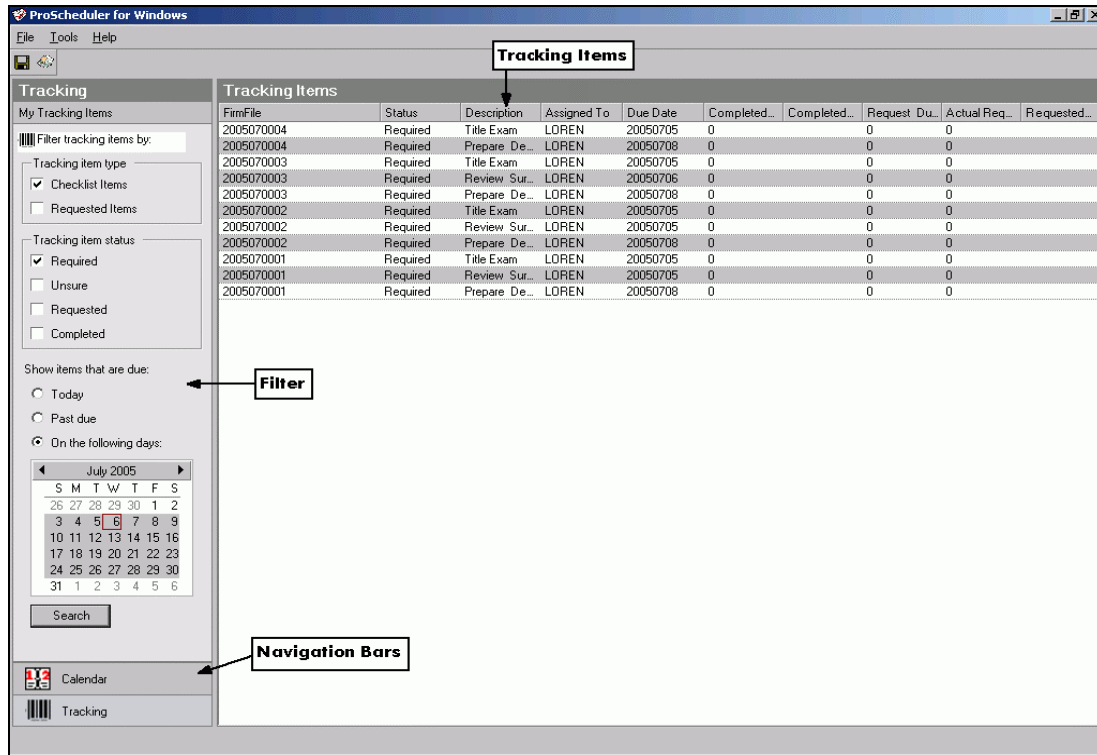 ProScheduler for Windows
File Tools Help
Tracking Items
Tracking
Tracking Items
My Tracking Items
FirmFile Status Description Assigned To Due Date Completed... Completed... Request Du... Actual Req... Requested...
Filter tracking items by:
Tracking item type
Checklist Items
Requested Items
Tracking item status
Required
Unsure
Requested
Completed
Show items that are due:
Today
Past due
On the following days:
July 2005
S M T W T F S
26 27 28 29 30 1 2
3 4 5 6 7 8 9
10 11 12 13 14 15 16
17 18 19 20 21 22 23
24 25 26 27 28 29 30
31 1 2 3 4 5 6
Search
2005070004 Required Title Exam LOREN 20050705 0 0 0
2005070004 Required Prepare De... LOREN 20050708 0 0 0
2005070003 Required Title Exam LOREN 20050705 0 0 0
2005070003 Required Review Sur... LOREN 20050706 0 0 0
2005070003 Required Prepare De... LOREN 20050708 0 0 0
2005070002 Required Title Exam LOREN 20050705 0 0 0
2005070002 Required Review Sur... LOREN 20050705 0 0 0
2005070002 Required Prepare De... LOREN 20050708 0 0 0
2005070001 Required Title Exam LOREN 20050705 0 0 0
2005070001 Required Review Sur... LOREN 20050705 0 0 0
2005070001 Required Prepare De... LOREN 20050708 0 0 0
Filter
Navigation Bars
12
Calendar
Tracking